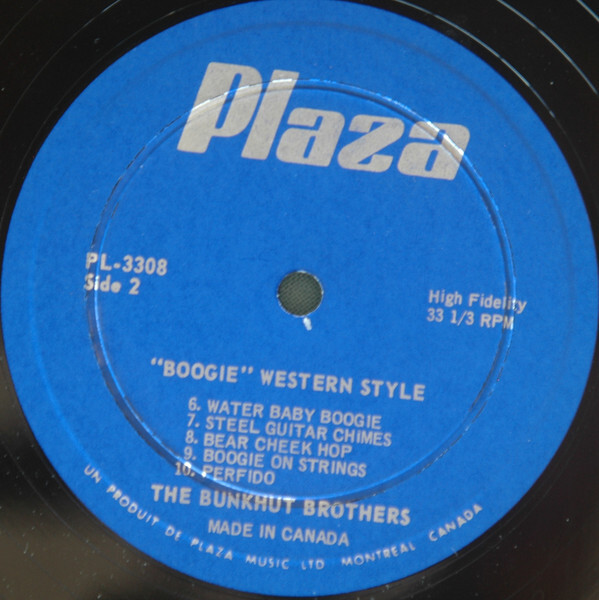 Plaza
PL-3308
Side 2
High Fidelity
33 1/3 RPM
"BOOGIE" WESTERN STYLE
6. WATER BABY BOOGIE
7. STEEL GUITAR CHIMES
8. BEAR CHEEK HOP
9. BOOGIE ON STRINGS
10. PERFIDO
THE BUNKHUT BROTHERS
MADE IN CANADA
UN PRODUIT DE PLAZA MUSIC LTD MONTREAL CANADA